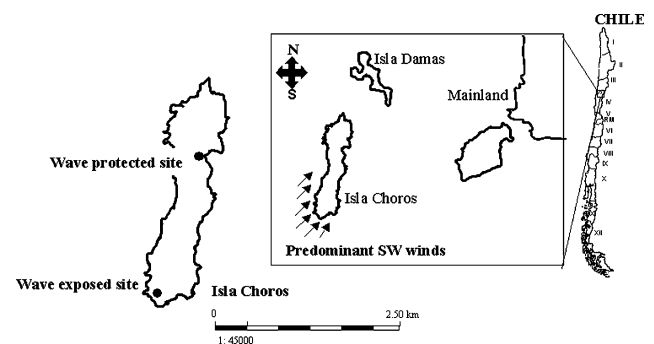 CHILE
N
S
Isla Damas
Mainland
Isla Choros
Predominant SW winds
Wave protected site
Wave exposed site
Isla Choros
0 2.50 km
1: 45000
I
II
III
IV
V
RM
VI
VII
VIII
IX
X
XII